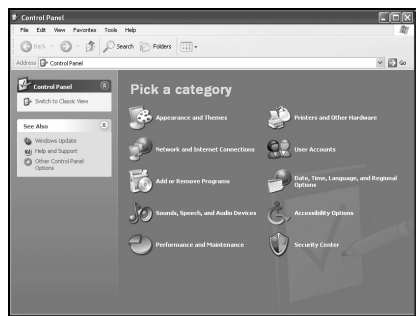 Control Panel
File Edit View Favorites Tools Help
Back Search Folders
Address Control Panel Go
Control Panel
Switch to Classic View
See Also
Windows Update
Help and Support
Other Control Panel
Options
Pick a category
Appearance and Themes
Printers and Other Hardware
Network and Internet Connections
User Accounts
Add or Remove Programs
Date, Time, Language, and Regional
Options
Sounds, Speech, and Audio Devices
Accessibility Options
Performance and Maintenance
Security Center